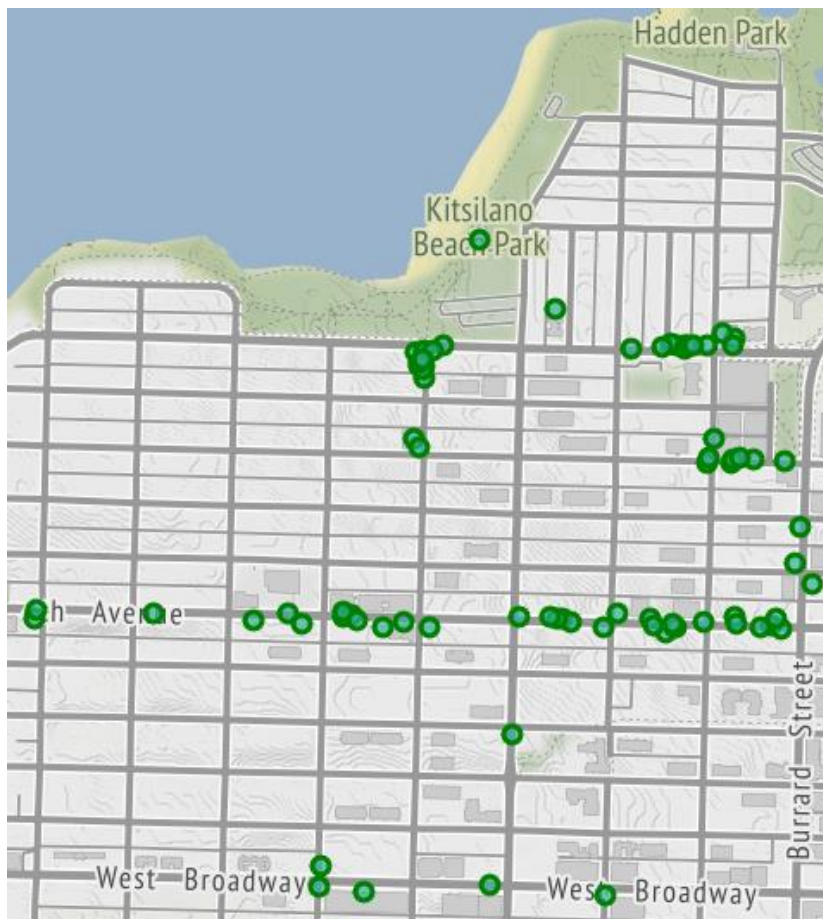 Hadden Park
Kitsilano
Beach Park
h Avenue
Burrard Street
West Broadway
West Broadway